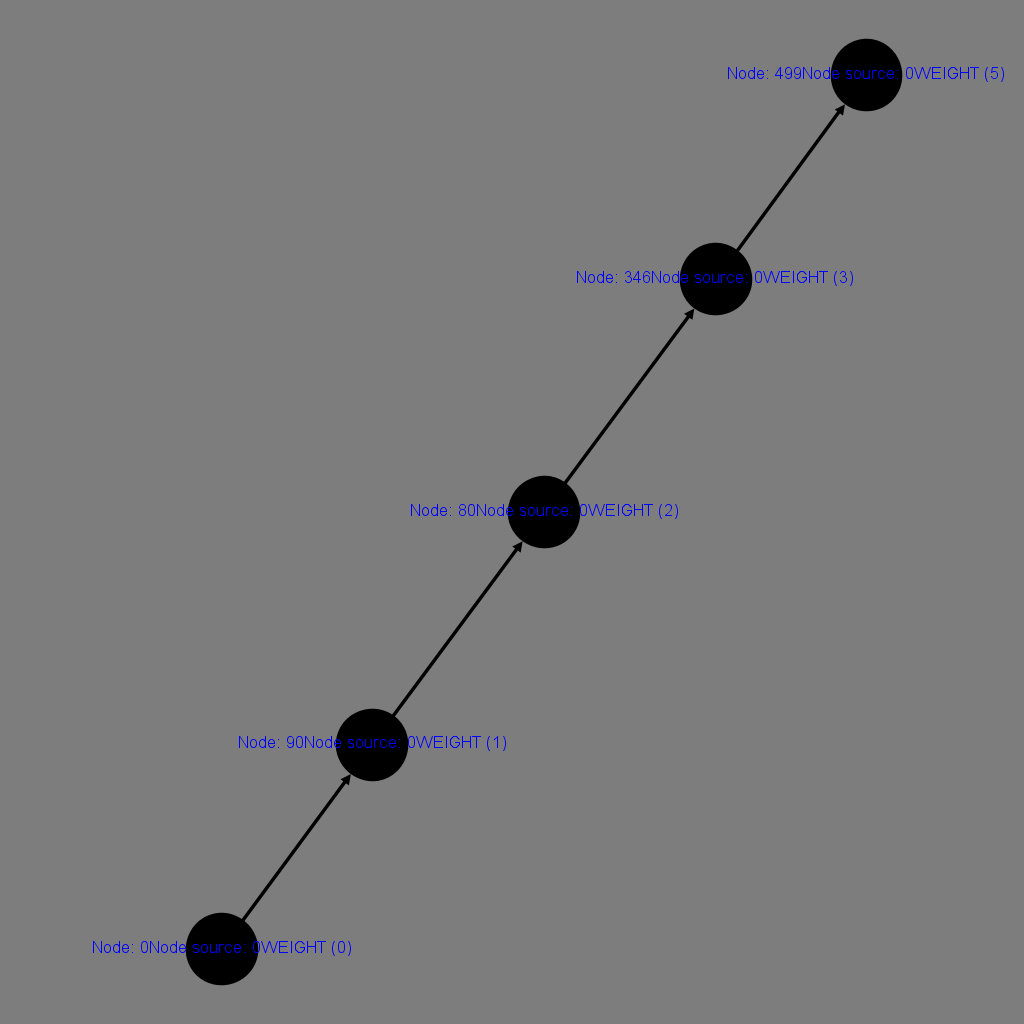 Node: 499Node source: 0WEIGHT (5)
Node: 346Node source: 0WEIGHT (3)
Node: 80Node source: 0WEIGHT (2)
Node: 90Node source: 0WEIGHT (1)
Node: 0Node source: 0WEIGHT (0)